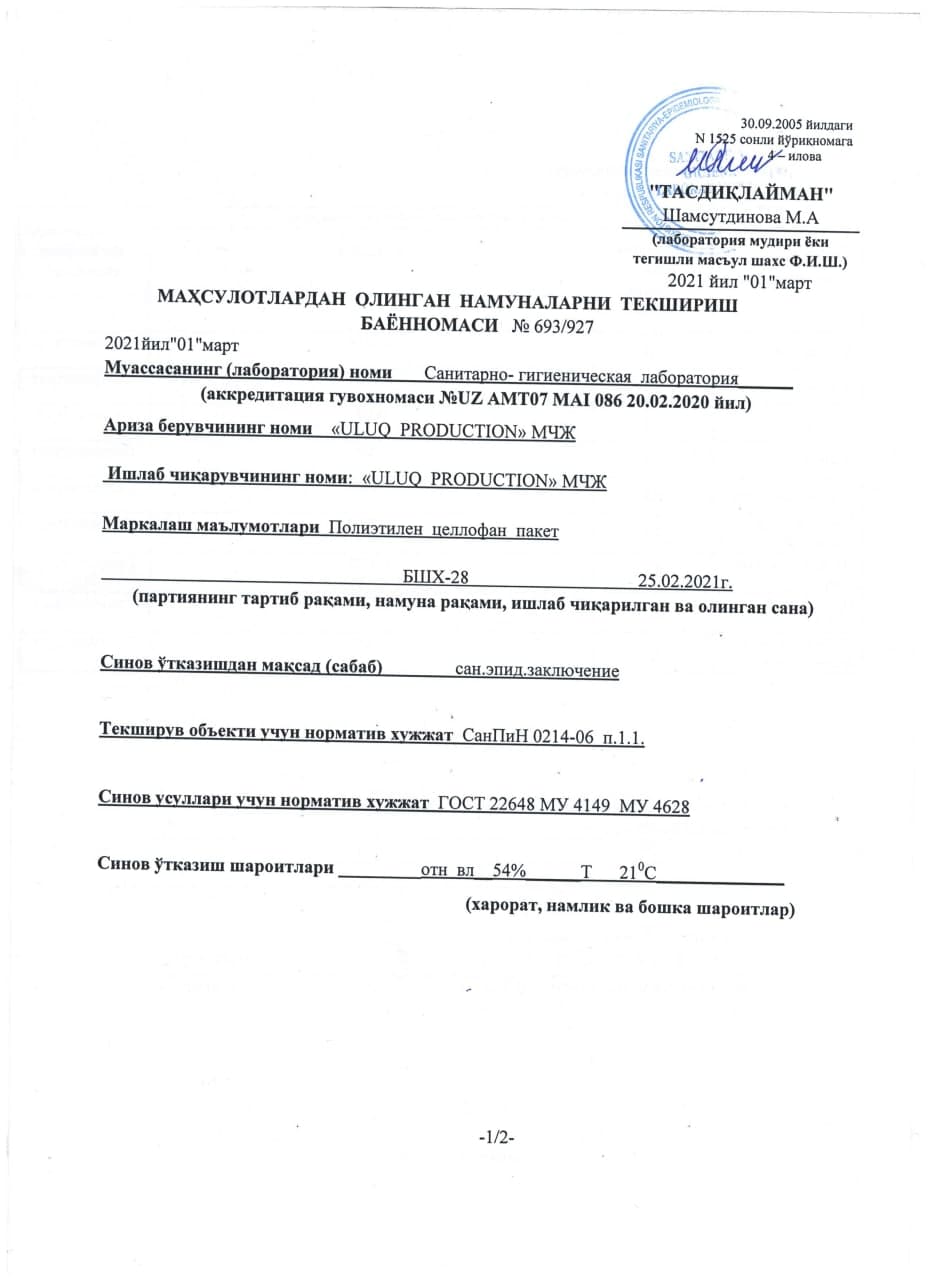 30.09.2005 йилдаги
N 1525 сонли йўрикномага
4 – илова
"ТАСДИҚЛАЙМАН"
Шамсутдинова М.А
(лаборатория мудири ёки
тегишли масъул шахс Ф.И.Ш.)
2021 йил "01"март
МАҲСУЛОТЛАРДАН ОЛИНГАН НАМУНАЛАРНИ ТЕКШИРИШ
БАЁННОМАСИ № 693/927
2021йил"01"март
Муассасанинг (лаборатория) номи Санитарно- гигиеническая лаборатория
(аккредитация гувохномаси №UZ AMT07 MAI 086 20.02.2020 йил)
Ариза берувчининг номи «ULUQ PRODUCTION» МЧЖ
Ишлаб чиқарувчининг номи: «ULUQ PRODUCTION» МЧЖ
Маркалаш маълумотлари Полиэтилен целлофан пакет
БШХ-28 25.02.2021г.
(партиянинг тартиб рақами, намуна рақами, ишлаб чиқарилган ва олинган сана)
Синов ўтказишдан мақсад (сабаб) сан.эпид.заключение
Текширув объекти учун норматив хужжат СанПиН 0214-06 п.1.1.
Синов усуллари учун норматив хужжат ГОСТ 22648 МУ 4149 МУ 4628
Синов ўтказиш шароитлари отн вл 54% Т 21⁰С
(харорат, намлик ва бошка шароитлар)
-1/2-